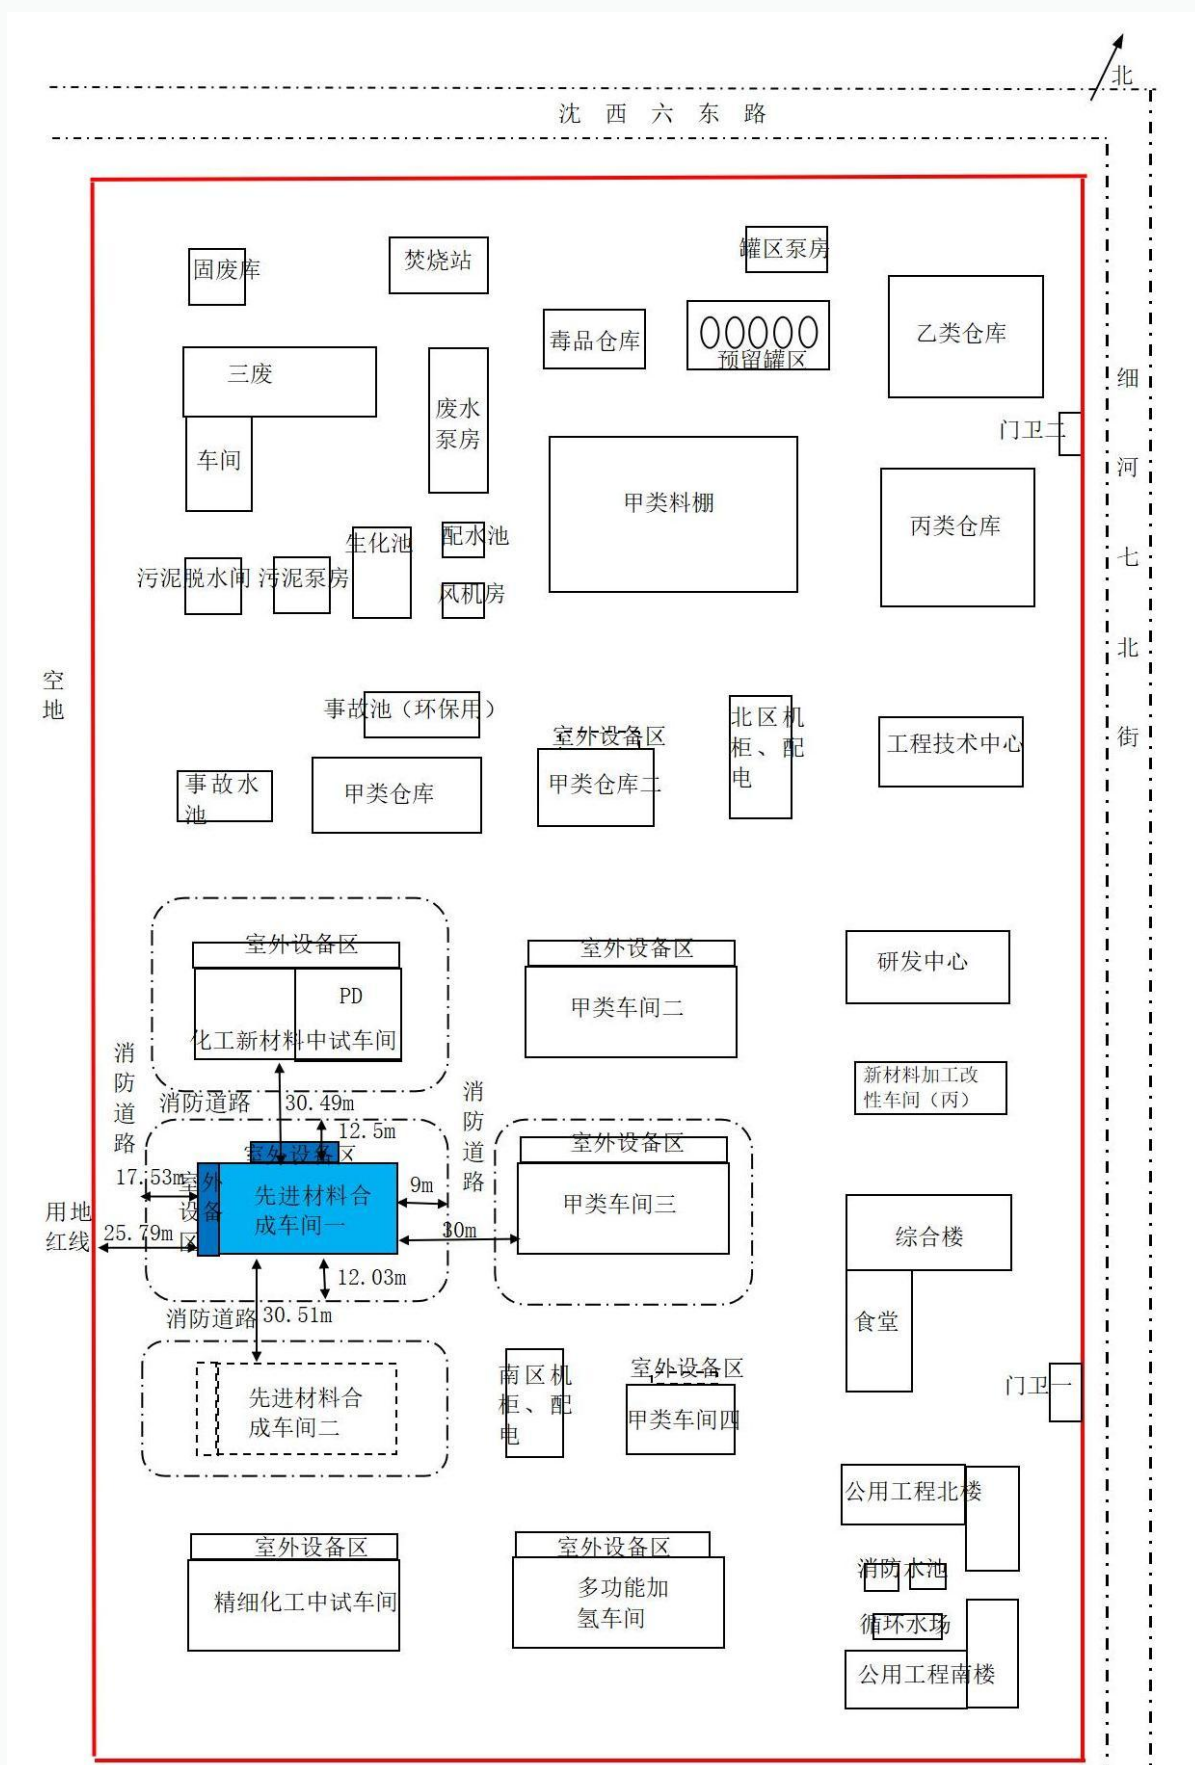 北
沈西六东路
固废库
焚烧站
罐区泵房
毒品仓库
预留罐区
乙类仓库
细河七北街
三废
车间
废水
泵房
门卫二
甲类料棚
丙类仓库
生化池
配水池
污泥脱水间
污泥泵房
风机房
空地
事故池（环保用）
室外设备区
甲类仓库二
北区机
柜、配
电
工程技术中心
事故水
池
甲类仓库
室外设备区
PD
化工新材料中试车间
室外设备区
甲类车间二
研发中心
新材料加工改
性车间（丙）
消防道路
消防道路
30.49m
消防道路
12.5m
室外设备区
17.53m
室外设备区
先进材料合
成车间一
9m
室外设备区
甲类车间三
用地
红线
25.79m
30m
综合楼
12.03m
消防道路
30.51m
食堂
先进材料合
成车间二
南区机
柜、配
电
室外设备区
甲类车间四
门卫一
公用工程北楼
室外设备区
精细化工中试车间
室外设备区
多功能加
氢车间
消防水池
循环水场
公用工程南楼